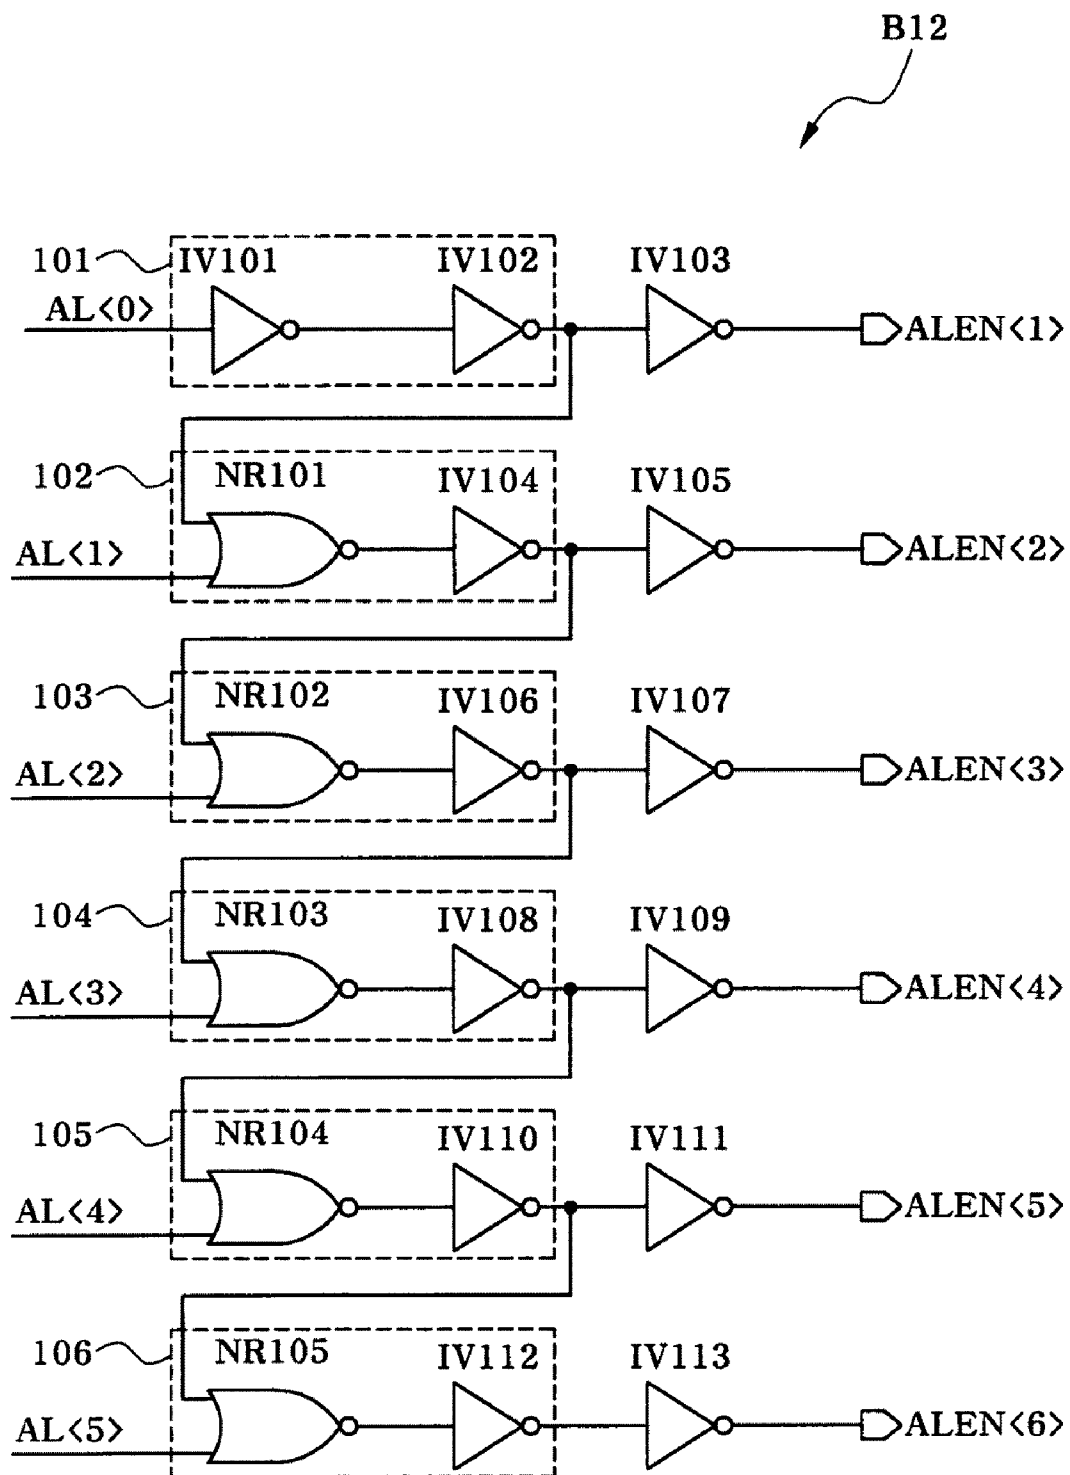 B12
101 IV101 IV102 IV103
AL<0> ALEN<1>
102 NR101 IV104 IV105
AL<1> ALEN<2>
103 NR102 IV106 IV107
AL<2> ALEN<3>
104 NR103 IV108 IV109
AL<3> ALEN<4>
105 NR104 IV110 IV111
AL<4> ALEN<5>
106 NR105 IV112 IV113
AL<5> ALEN<6>